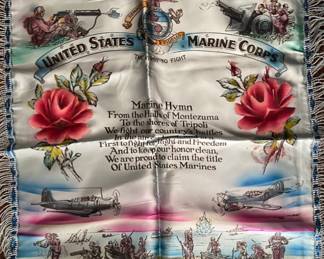 UNITED STATES MARINE CORPS
Marine Hymn
From the Halls of Montezuma
To the shores of Tripoli
We fight our country's battles
In the
First to fight for right and Freedom
And to keep our honor clean,
We are proud to claim the title
Of United States Marines